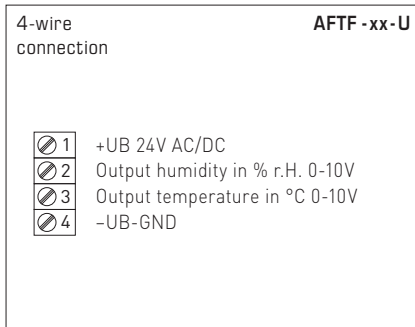 4-wire AFTF -xx-U
connection
1 +UB 24V AC/DC
2 Output humidity in % r.H. 0-10V
3 Output temperature in °C 0-10V
4 –UB-GND